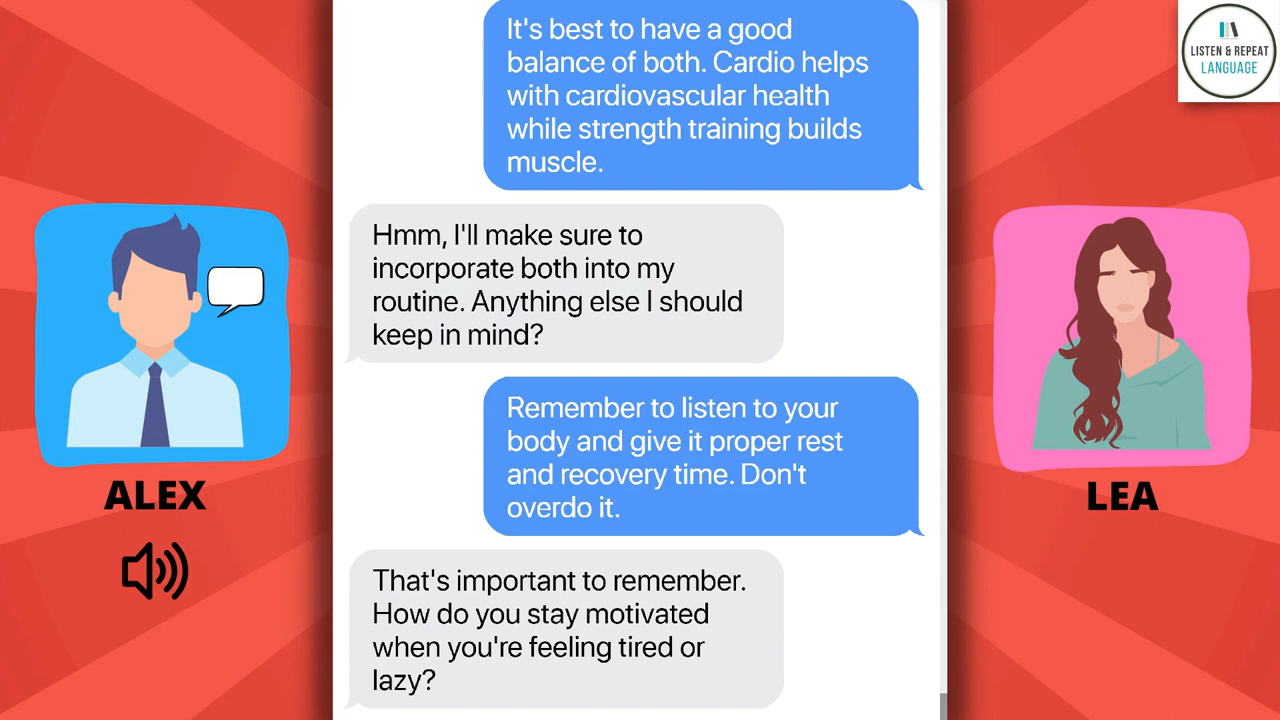 It's best to have a good
balance of both. Cardio helps
with cardiovascular health
while strength training builds
muscle.
Hmm, I'll make sure to
incorporate both into my
routine. Anything else I should
keep in mind?
Remember to listen to your
body and give it proper rest
and recovery time. Don't
overdo it.
That's important to remember.
How do you stay motivated
when you're feeling tired or
lazy?
ALEX
LEA
LISTEN & REPEAT
LANGUAGE